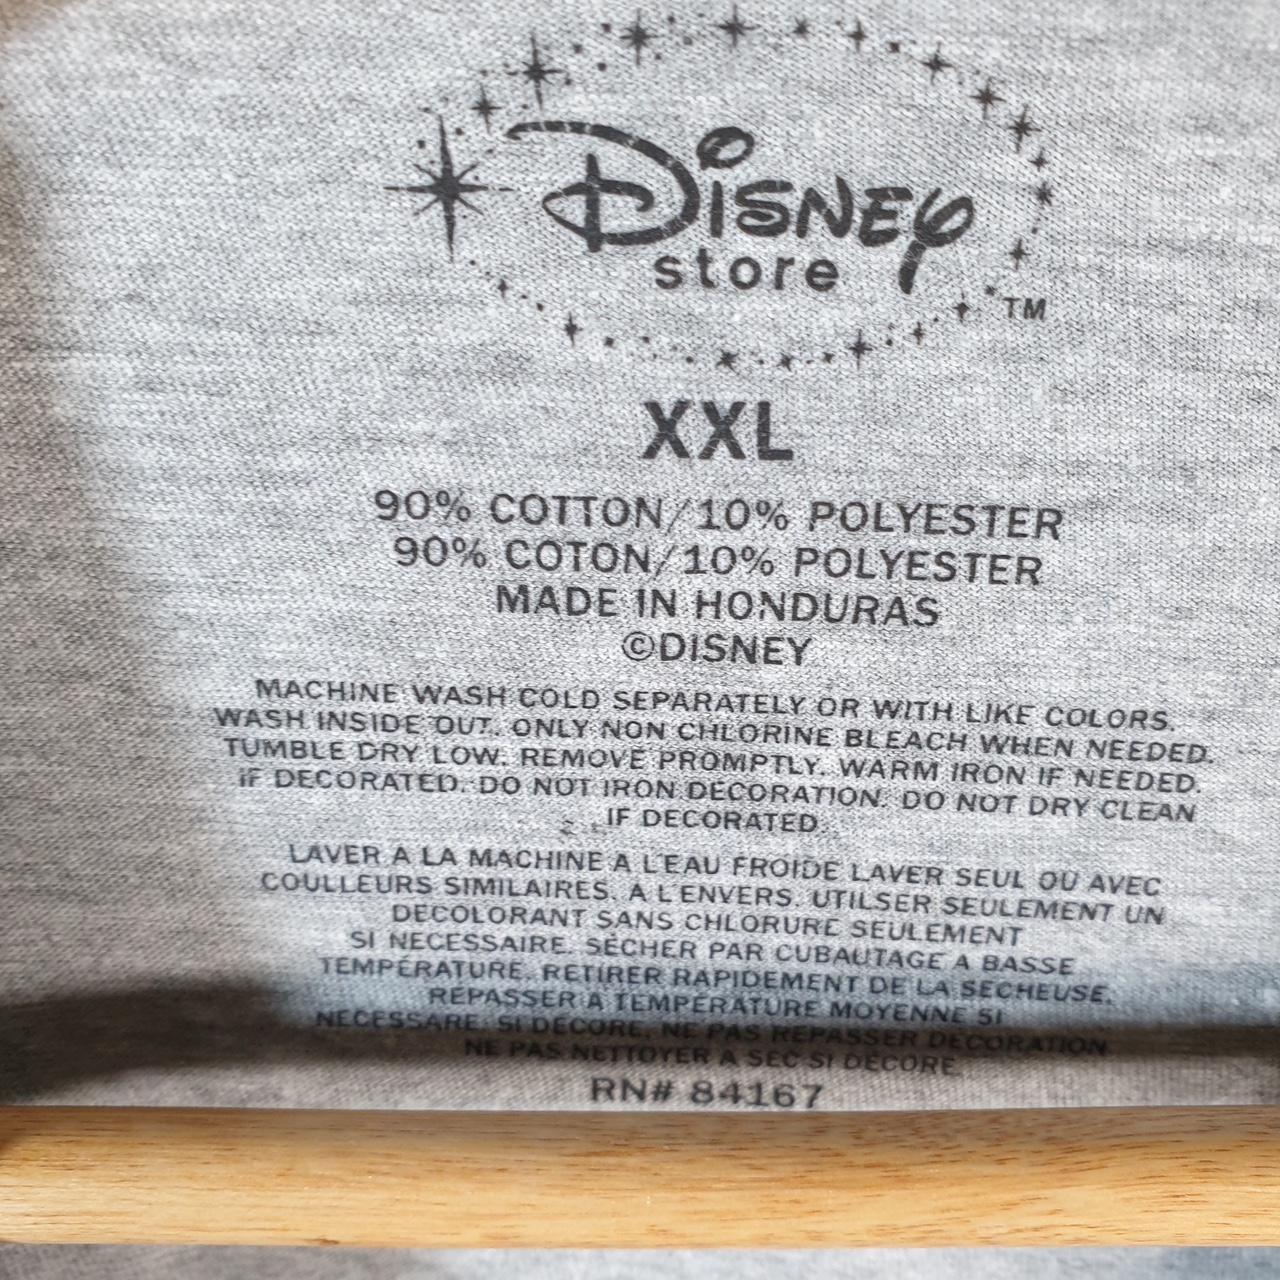 Disney
store
TM
XXL
90% COTTON/10% POLYESTER
90% COTON/10% POLYESTER
MADE IN HONDURAS
©DISNEY
MACHINE WASH COLD SEPARATELY OR WITH LIKE COLORS.
WASH INSIDE OUT. ONLY NON CHLORINE BLEACH WHEN NEEDED.
TUMBLE DRY LOW. REMOVE PROMPTLY. WARM IRON IF NEEDED.
IF DECORATED. DO NOT IRON DECORATION. DO NOT DRY CLEAN
IF DECORATED.
LAVER A LA MACHINE A L'EAU FROIDE LAVER SEUL OU AVEC
COULLEURS SIMILAIRES. A L'ENVERS. UTILSER SEULEMENT UN
DECOLORANT SANS CHLORURE SEULEMENT
SI NECESSAIRE. SÉCHER PAR CUBAUTAGE A BASSE
TEMPÉRATURE. RETIRER RAPIDEMENT DE LA SECHEUSE.
REPASSER A TEMPÉRATURE MOYENNE SI
NECESSARE. SI DÉCORE, NE PAS REPASSER DECORATION
NE PAS NETTOYER A SEC SI DÉCORE
RN# 84167